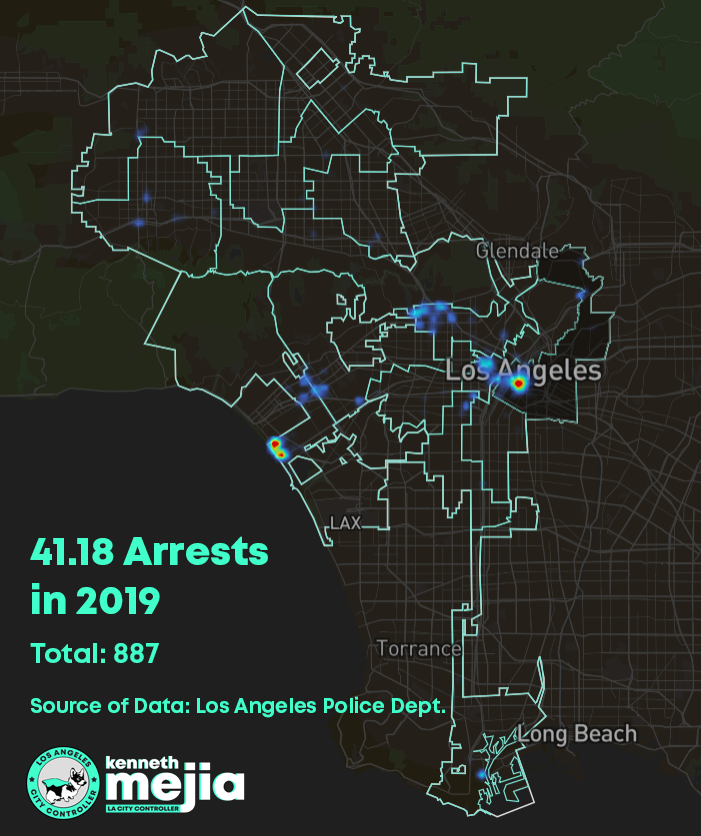 Glendale
Los Angeles
LAX
41.18 Arrests
in 2019
Total: 887
Torrance
Source of Data: Los Angeles Police Dept.
Long Beach
LOS ANGELES
CITY CONTROLLER
kenneth
mejia
LA CITY CONTROLLER